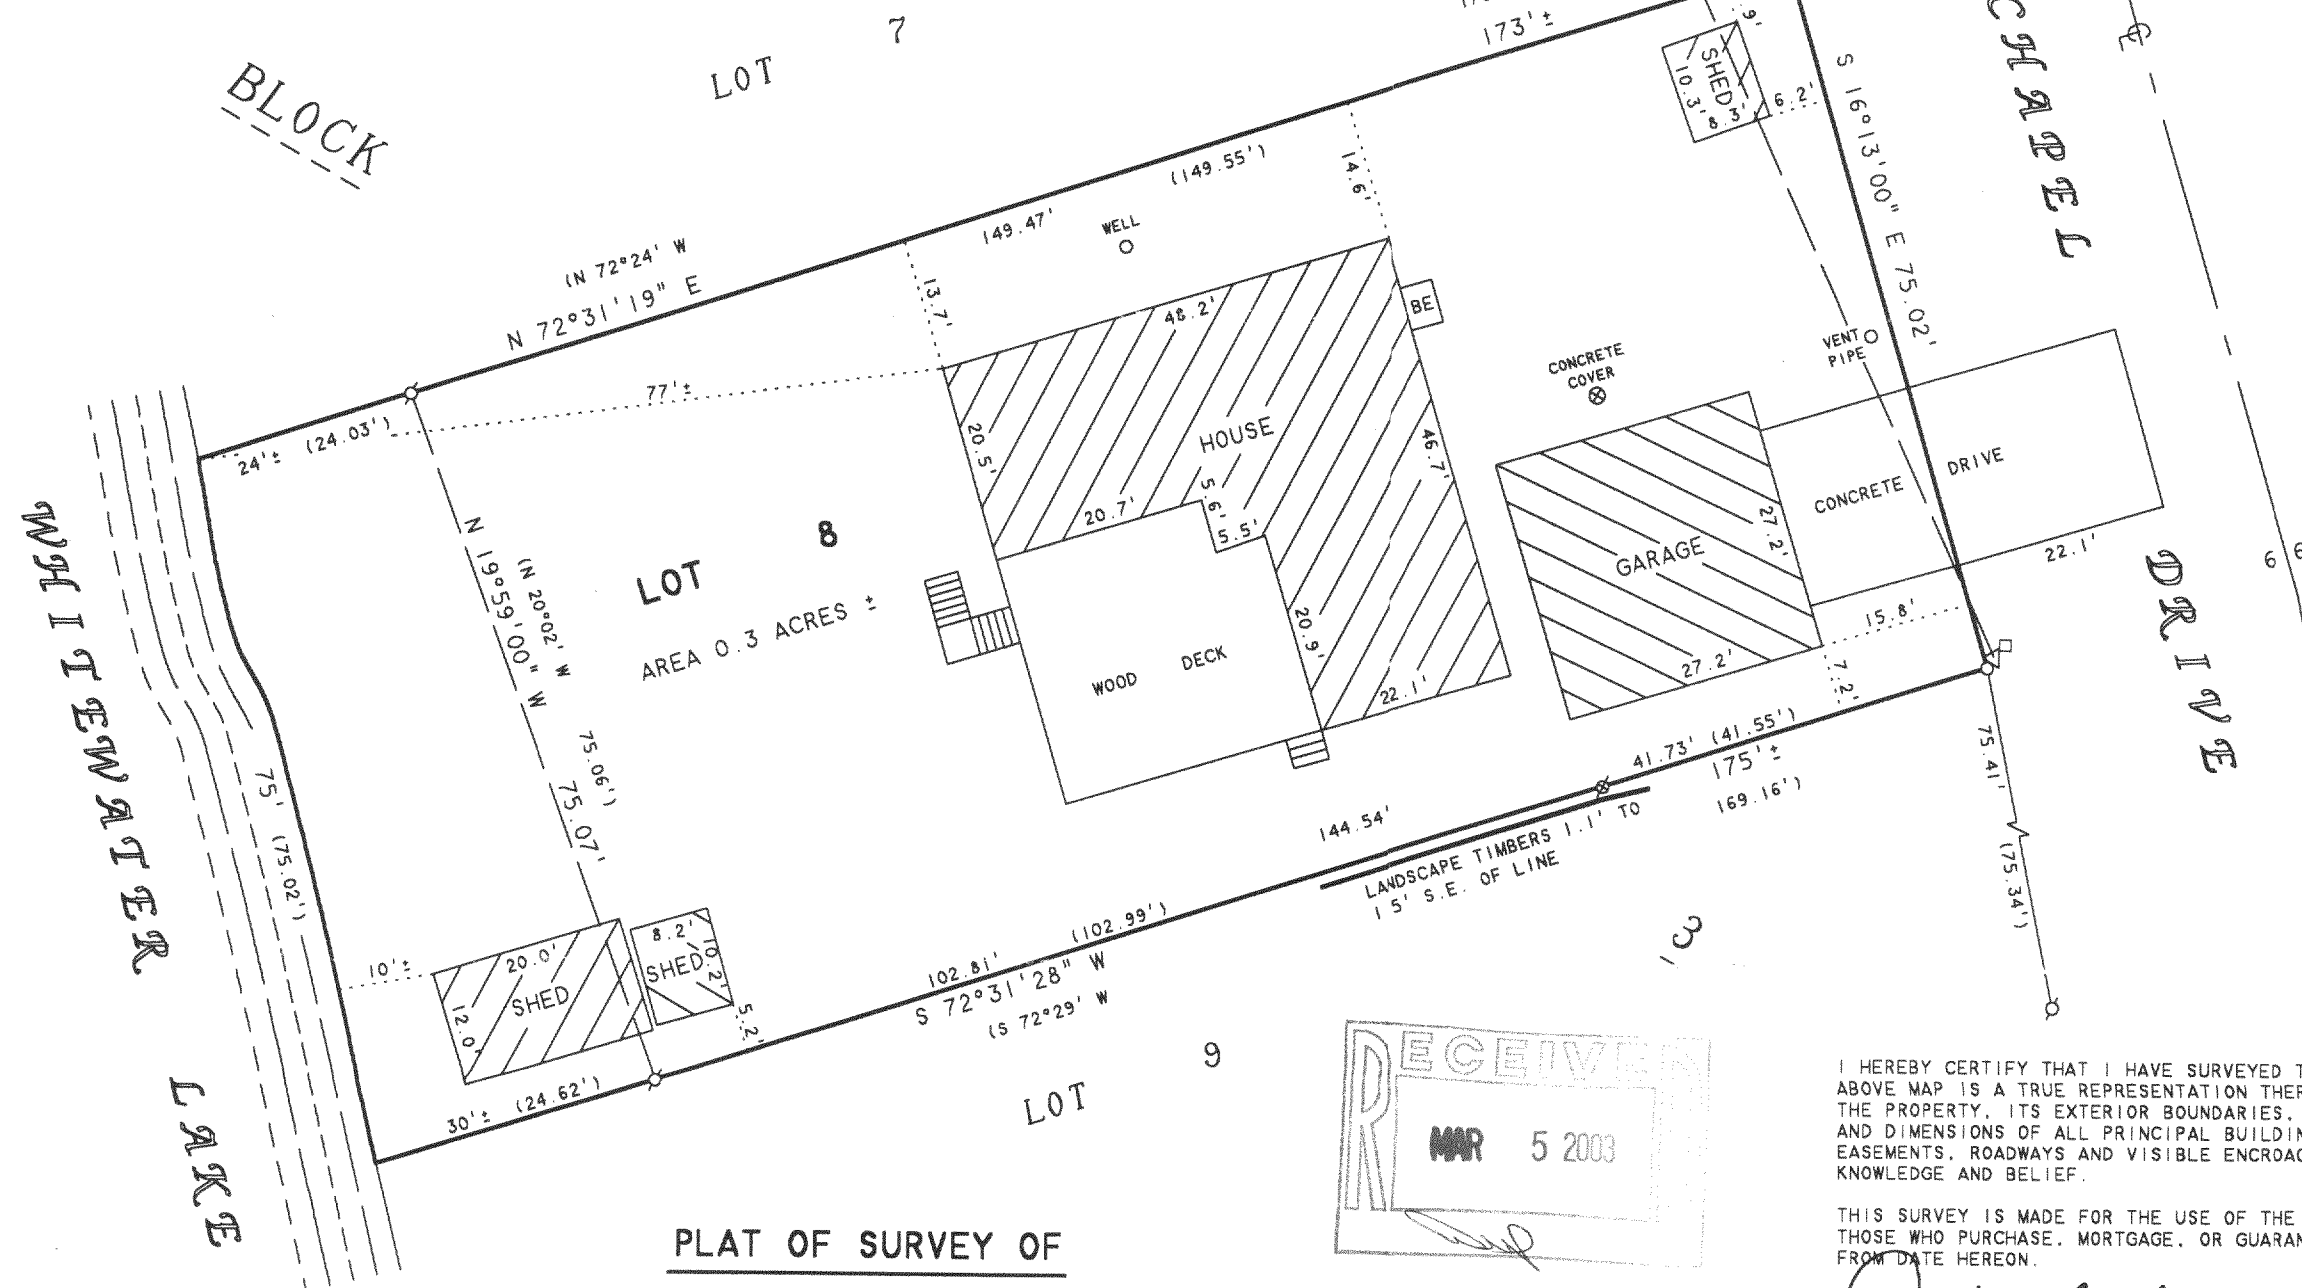 BLOCK
LOT 7
173'±
9'
SHED
10.3'
8.3'
6.2'
S 16°13'00" E 75.02'
CHAPEL
DRIVE
(149.55')
149.47'
14.6'
WELL
(N 72°24' W
N 72°31'19" E
13.7'
48.2'
BE
77'±
24'± (24.03')
CONCRETE
COVER
VENT
PIPE
HOUSE
20.5'
46.7'
20.7'
5.6'
5.5'
20.9'
22.1'
GARAGE
27.2'
27.2'
CONCRETE DRIVE
22.1'
15.8'
7.2'
WHITEWATER
LAKE
N 19°59'00" W 75.07'
(N 20°02' W 75.06')
LOT 8
AREA 0.3 ACRES ±
WOOD DECK
75' (75.02')
10'±
20.0'
SHED
12.0'
8.2'
SHED
10.2'
5.2'
30'± (24.62')
144.54'
41.73' (41.55')
175'±
169.16')
LANDSCAPE TIMBERS 1.1' TO
1.5' S.E. OF LINE
75.41'
(75.34')
102.81' (102.99')
S 72°31'28" W
(S 72°29' W
LOT 9
RECEIVED
MAR 5 2003
I HEREBY CERTIFY THAT I HAVE SURVEYED T
ABOVE MAP IS A TRUE REPRESENTATION THER
THE PROPERTY, ITS EXTERIOR BOUNDARIES,
AND DIMENSIONS OF ALL PRINCIPAL BUILDIN
EASEMENTS, ROADWAYS AND VISIBLE ENCROAC
KNOWLEDGE AND BELIEF.
THIS SURVEY IS MADE FOR THE USE OF THE
THOSE WHO PURCHASE, MORTGAGE, OR GUARAN
FROM DATE HEREON.
PLAT OF SURVEY OF